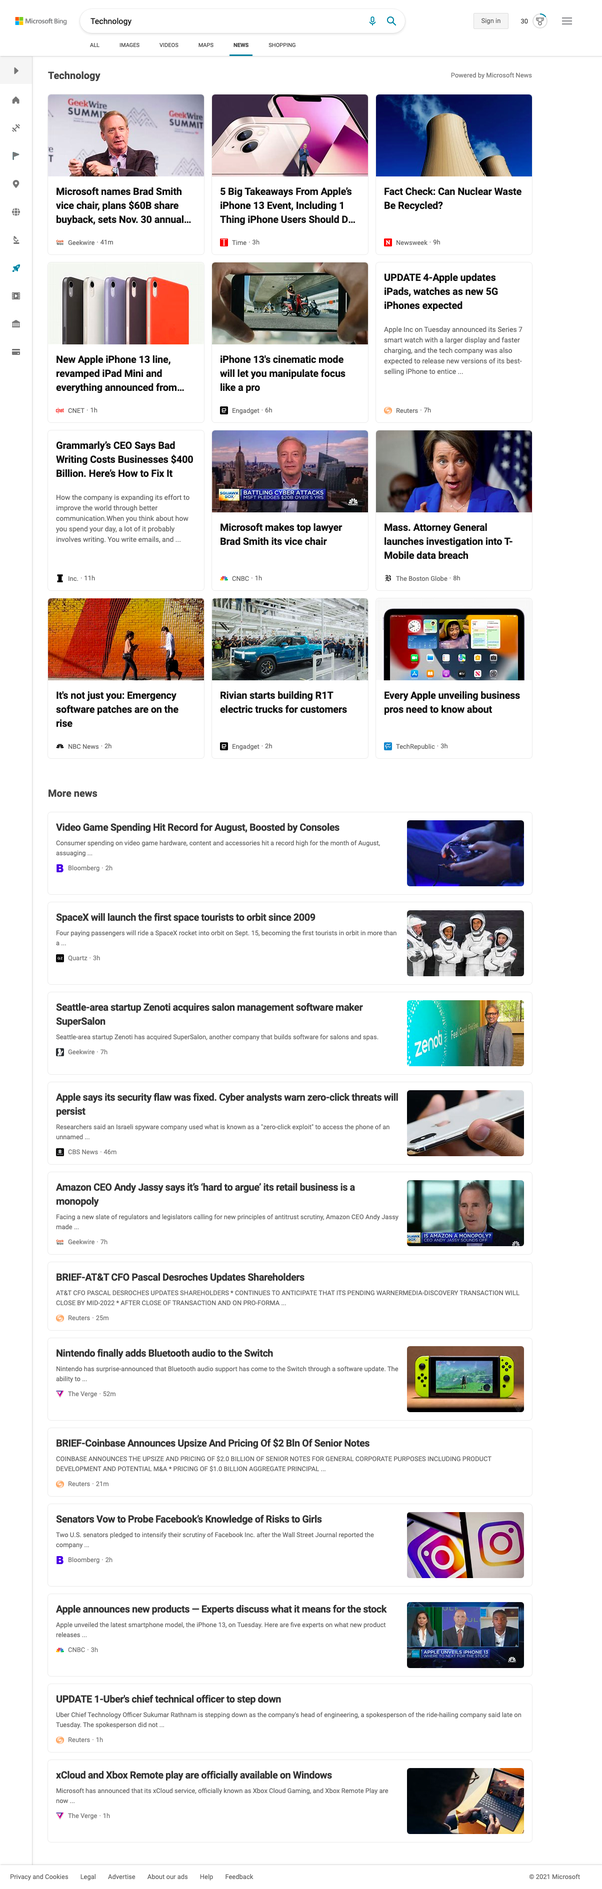 Microsoft Bing
Technology
Sign in
30
ALL IMAGES VIDEOS MAPS NEWS SHOPPING
Technology
Powered by Microsoft News
GeekWire
SUMMIT
GeekWire
SUMMIT
Microsoft names Brad Smith
vice chair, plans $60B share
buyback, sets Nov. 30 annual...
Geekwire · 41m
5 Big Takeaways From Apple's
iPhone 13 Event, Including 1
Thing iPhone Users Should D...
Time · 3h
Fact Check: Can Nuclear Waste
Be Recycled?
Newsweek · 9h
New Apple iPhone 13 line,
revamped iPad Mini and
everything announced from...
CNET · 1h
iPhone 13's cinematic mode
will let you manipulate focus
like a pro
Engadget · 6h
UPDATE 4-Apple updates
iPads, watches as new 5G
iPhones expected
Apple Inc on Tuesday announced its Series 7
smart watch with a larger display and faster
charging, and the tech company was also
expected to release new versions of its best-
selling iPhone to entice ...
Reuters · 7h
Grammarly's CEO Says Bad
Writing Costs Businesses $400
Billion. Here's How to Fix It
How the company is expanding its effort to
improve the world through better
communication.When you think about how
you spend your day, a lot of it probably
involves writing. You write emails, and ...
Inc. · 11h
SQUAWK BOX
BATTLING CYBER ATTACKS
MSFT PLEDGES $20B OVER 5 YRS
Microsoft makes top lawyer
Brad Smith its vice chair
CNBC · 1h
Mass. Attorney General
launches investigation into T-
Mobile data breach
The Boston Globe · 8h
It's not just you: Emergency
software patches are on the
rise
NBC News · 2h
Rivian starts building R1T
electric trucks for customers
Engadget · 2h
Every Apple unveiling business
pros need to know about
TechRepublic · 3h
More news
Video Game Spending Hit Record for August, Boosted by Consoles
Consumer spending on video game hardware, content and accessories hit a record high for the month of August,
assuaging ...
Bloomberg · 2h
SpaceX will launch the first space tourists to orbit since 2009
Four paying passengers will ride a SpaceX rocket into orbit on Sept. 15, becoming the first tourists in orbit in more than
a ...
Quartz · 3h
Seattle-area startup Zenoti acquires salon management software maker
SuperSalon
Seattle-area startup Zenoti has acquired SuperSalon, another company that builds software for salons and spas.
Geekwire · 7h
zenoti
Feel Good
Apple says its security flaw was fixed. Cyber analysts warn zero-click threats will
persist
Researchers said an Israeli spyware company used what is known as a "zero-click exploit" to access the phone of an
unnamed ...
CBS News · 46m
Amazon CEO Andy Jassy says it's 'hard to argue' its retail business is a
monopoly
Facing a new slate of regulators and legislators calling for new principles of antitrust scrutiny, Amazon CEO Andy Jassy
made ...
Geekwire · 7h
IS AMAZON A MONOPOLY?
CEO ANDY JASSY SOUNDS OFF
BRIEF-AT&T CFO Pascal Desroches Updates Shareholders
AT&T CFO PASCAL DESROCHES UPDATES SHAREHOLDERS * CONTINUES TO ANTICIPATE THAT ITS PENDING WARNERMEDIA-DISCOVERY TRANSACTION WILL
CLOSE BY MID-2022 * AFTER CLOSE OF TRANSACTION AND ON PRO-FORMA ...
Reuters · 25m
Nintendo finally adds Bluetooth audio to the Switch
Nintendo has surprise-announced that Bluetooth audio support has come to the Switch through a software update. The
ability to ...
The Verge · 52m
BRIEF-Coinbase Announces Upsize And Pricing Of $2 Bln Of Senior Notes
COINBASE ANNOUNCES THE UPSIZE AND PRICING OF $2.0 BILLION OF SENIOR NOTES FOR GENERAL CORPORATE PURPOSES INCLUDING PRODUCT
DEVELOPMENT AND POTENTIAL M&A * PRICING OF $1.0 BILLION AGGREGATE PRINCIPAL ...
Reuters · 21m
Senators Vow to Probe Facebook's Knowledge of Risks to Girls
Two U.S. senators pledged to intensify their scrutiny of Facebook Inc. after the Wall Street Journal reported the
company ...
Bloomberg · 2h
Apple announces new products — Experts discuss what it means for the stock
Apple unveiled the latest smartphone model, the iPhone 13, on Tuesday. Here are five experts on what new product
releases ...
CNBC · 3h
APPLE UNVEILS IPHONE 13
WHERE TO NEXT FOR THE STOCK
UPDATE 1-Uber's chief technical officer to step down
Uber Chief Technology Officer Sukumar Rathnam is stepping down as the company's head of engineering, a spokesperson of the ride-hailing company said late on
Tuesday. The spokesperson did not ...
Reuters · 1h
xCloud and Xbox Remote play are officially available on Windows
Microsoft has announced that its xCloud service, officially known as Xbox Cloud Gaming, and Xbox Remote Play are
now ...
The Verge · 1h
Privacy and Cookies Legal Advertise About our ads Help Feedback
© 2021 Microsoft